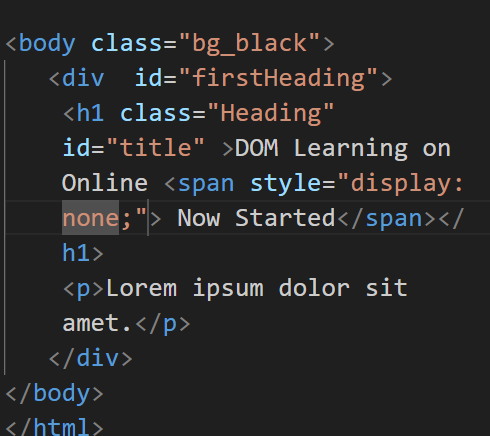 <body class="bg_black">
<div  id="firstHeading">
<h1 class="Heading"
id="title" >DOM Learning on
Online <span style="display:
none;"> Now Started</span></
h1>
<p>Lorem ipsum dolor sit
amet.</p>
</div>
</body>
</html>